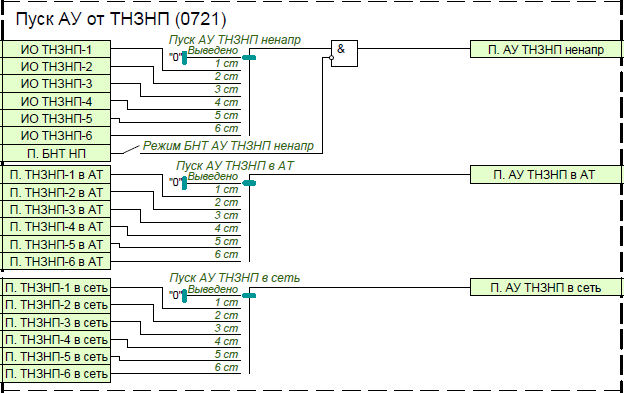 Пуск АУ от ТНЗНП (0721)
Пуск АУ ТНЗНП ненапр
ИО ТНЗНП-1
"0"
Выведено
&
П. АУ ТНЗНП ненапр
ИО ТНЗНП-2
1 ст
ИО ТНЗНП-3
2 ст
ИО ТНЗНП-4
3 ст
ИО ТНЗНП-5
4 ст
ИО ТНЗНП-6
5 ст
6 ст
П. БНТ НП
Режим БНТ АУ ТНЗНП ненапр
Пуск АУ ТНЗНП в АТ
П. ТНЗНП-1 в АТ
"0"
Выведено
П. АУ ТНЗНП в АТ
П. ТНЗНП-2 в АТ
1 ст
П. ТНЗНП-3 в АТ
2 ст
П. ТНЗНП-4 в АТ
3 ст
П. ТНЗНП-5 в АТ
4 ст
П. ТНЗНП-6 в АТ
5 ст
6 ст
Пуск АУ ТНЗНП в сеть
П. ТНЗНП-1 в сеть
"0"
Выведено
П. АУ ТНЗНП в сеть
П. ТНЗНП-2 в сеть
1 ст
П. ТНЗНП-3 в сеть
2 ст
П. ТНЗНП-4 в сеть
3 ст
П. ТНЗНП-5 в сеть
4 ст
П. ТНЗНП-6 в сеть
5 ст
6 ст